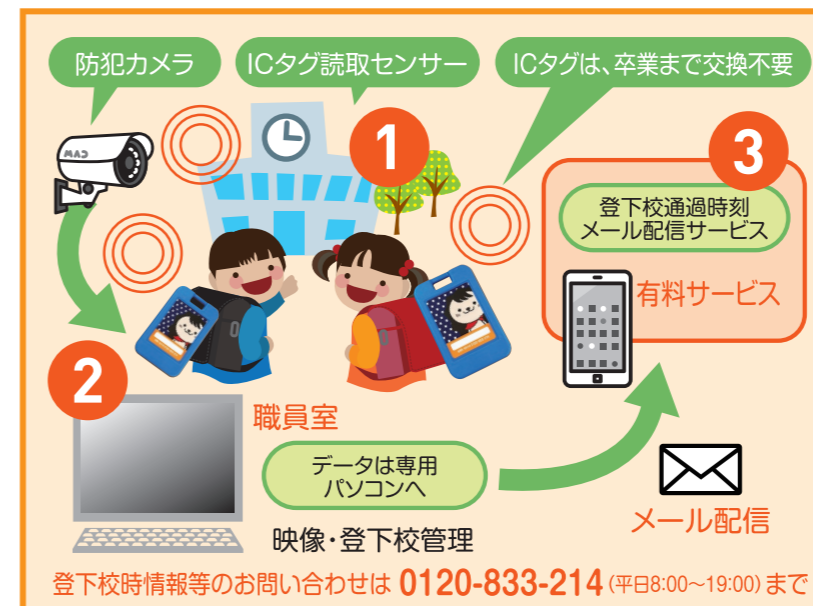 防犯カメラ
ICタグ読取センサー
ICタグは、卒業まで交換不要
CAM
1
3
登下校通過時刻
メール配信サービス
有料サービス
2
職員室
データは専用
パソコンへ
映像・登下校管理
メール配信
登下校時情報等のお問い合わせは 0120-833-214 (平日8:00~19:00) まで